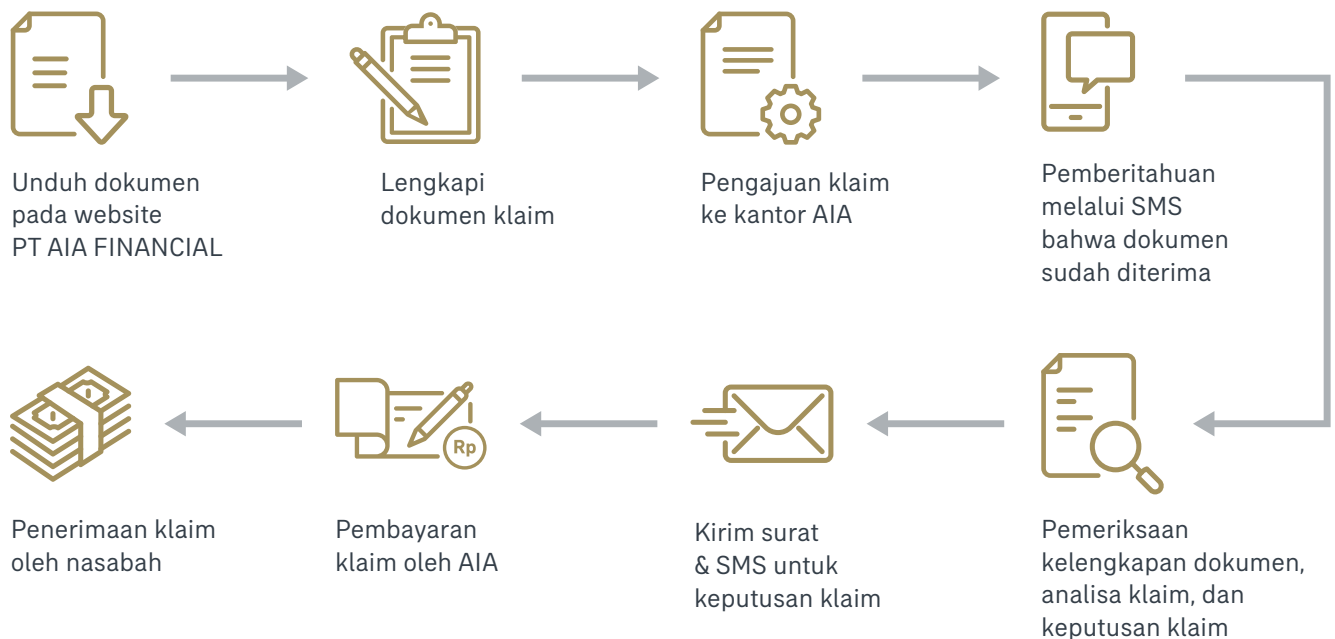 Unduh dokumen
pada website
PT AIA FINANCIAL
Lengkapi
dokumen klaim
Pengajuan klaim
ke kantor AIA
Pemberitahuan
melalui SMS
bahwa dokumen
sudah diterima
Pemeriksaan
kelengkapan dokumen,
analisa klaim, dan
keputusan klaim
Kirim surat
& SMS untuk
keputusan klaim
Rp
Pembayaran
klaim oleh AIA
Penerimaan klaim
oleh nasabah